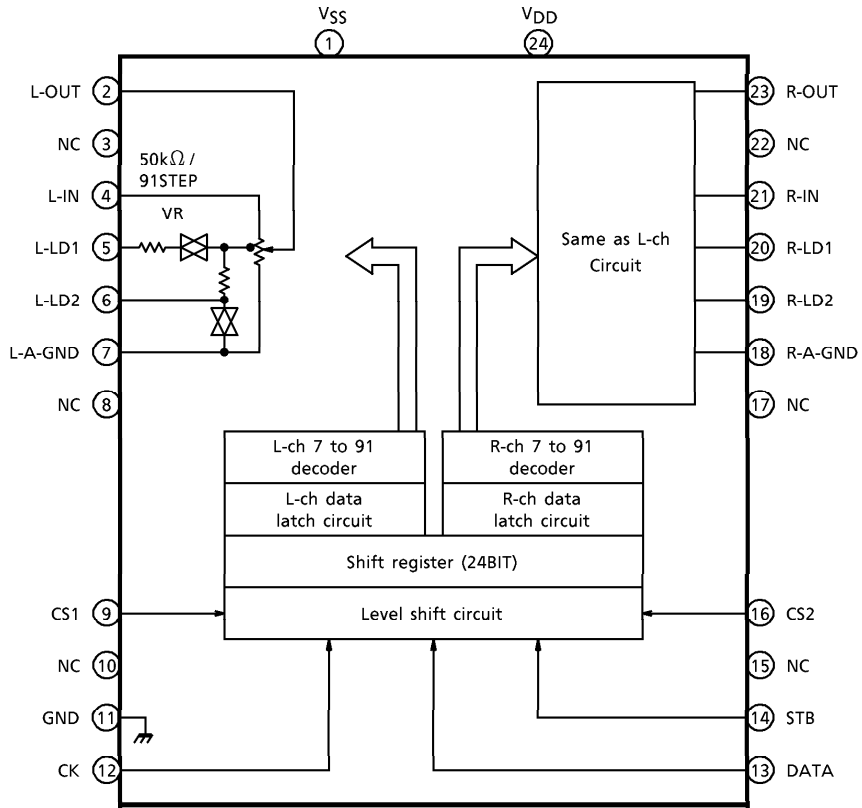 VSS
1
VDD
24
L-OUT 2
23 R-OUT
NC 3
22 NC
50kΩ /
91STEP
L-IN 4
21 R-IN
VR
L-LD1 5
20 R-LD1
Same as L-ch
Circuit
L-LD2 6
19 R-LD2
L-A-GND 7
18 R-A-GND
NC 8
17 NC
L-ch 7 to 91
decoder
R-ch 7 to 91
decoder
L-ch data
latch circuit
R-ch data
latch circuit
Shift register (24BIT)
Level shift circuit
CS1 9
16 CS2
NC 10
15 NC
GND 11
14 STB
CK 12
13 DATA